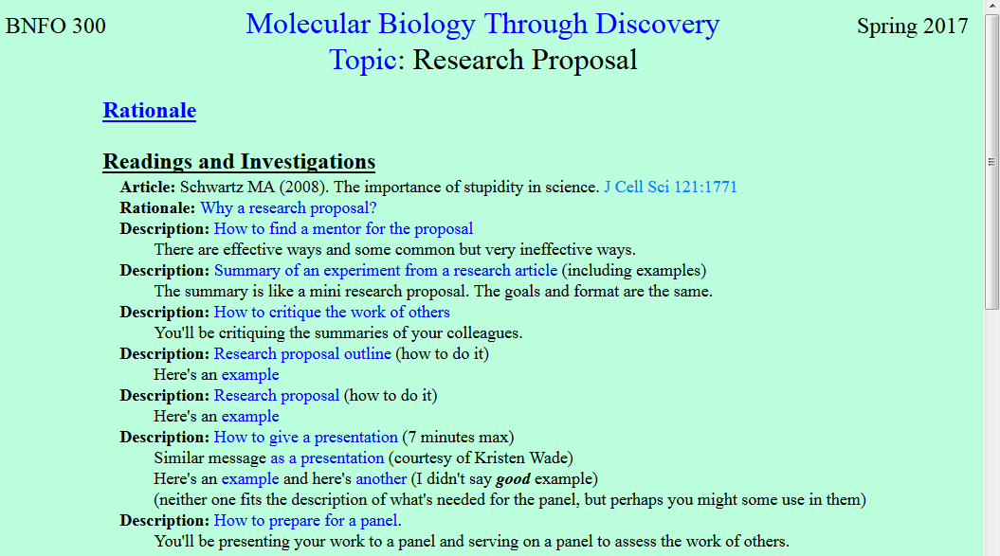 BNFO 300 Molecular Biology Through Discovery Spring 2017
Topic: Research Proposal
Rationale
Readings and Investigations
Article: Schwartz MA (2008). The importance of stupidity in science. J Cell Sci 121:1771
Rationale: Why a research proposal?
Description: How to find a mentor for the proposal
There are effective ways and some common but very ineffective ways.
Description: Summary of an experiment from a research article (including examples)
The summary is like a mini research proposal. The goals and format are the same.
Description: How to critique the work of others
You'll be critiquing the summaries of your colleagues.
Description: Research proposal outline (how to do it)
Here's an example
Description: Research proposal (how to do it)
Here's an example
Description: How to give a presentation (7 minutes max)
Similar message as a presentation (courtesy of Kristen Wade)
Here's an example and here's another (I didn't say good example)
(neither one fits the description of what's needed for the panel, but perhaps you might some use in them)
Description: How to prepare for a panel.
You'll be presenting your work to a panel and serving on a panel to assess the work of others.